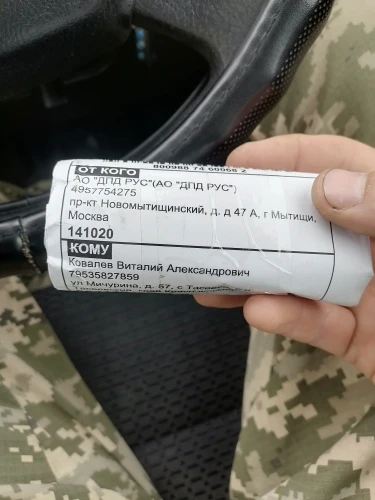 ОТ КОГО
АО "ДПД РУС"(АО "ДПД РУС")
4957754275
пр-кт Новомытищинский, д. д 47 А, г Мытищи,
Москва
141020
КОМУ
Ковалев Виталий Александрович
79535827859
ул Мичурина, д. 57, с